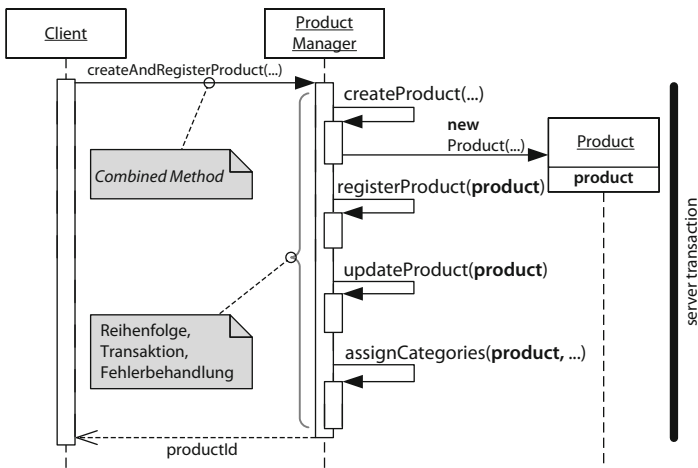 Client
Product
Manager
createAndRegisterProduct(...)
createProduct(...)
new
Product(...)
Product
product
Combined Method
registerProduct(product)
updateProduct(product)
Reihenfolge,
Transaktion,
Fehlerbehandlung
assignCategories(product, ...)
productId
server transaction